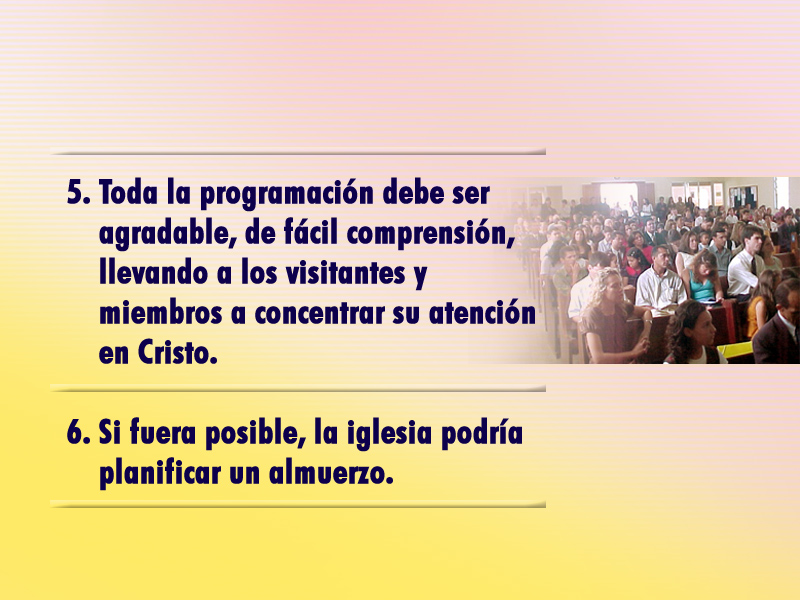 5. Toda la programación debe ser
agradable, de fácil comprensión,
llevando a los visitantes y
miembros a concentrar su atención
en Cristo.
6. Si fuera posible, la iglesia podría
planificar un almuerzo.